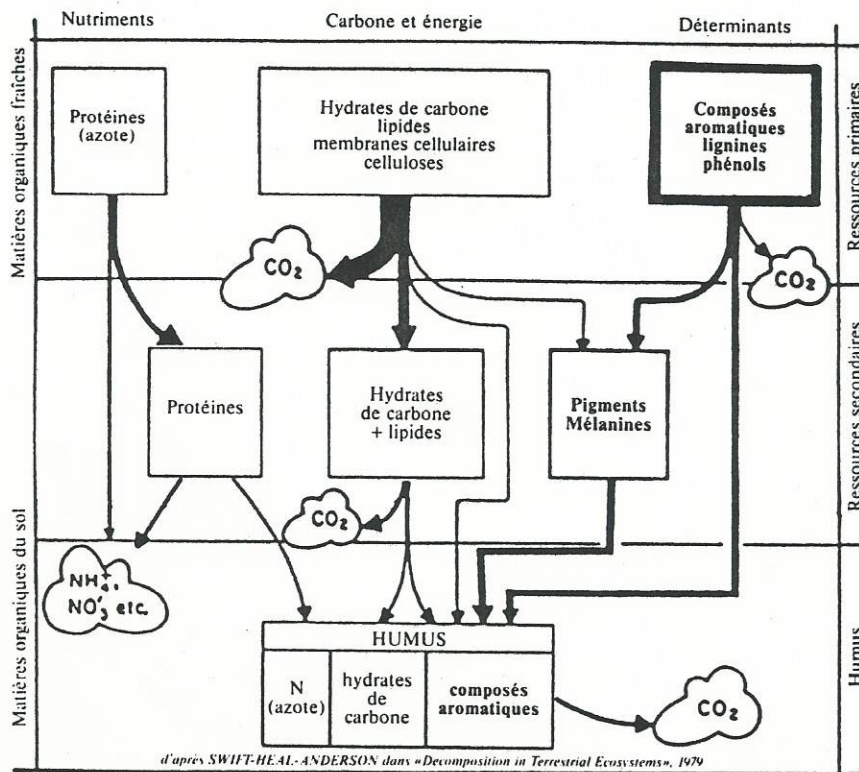 Nutriments
Carbone et énergie
Déterminants
Matières organiques fraîches
Ressources primaires
Protéines
(azote)
Hydrates de carbone
lipides
membranes cellulaires
celluloses
Composés
aromatiques
lignines
phénols
CO₂
CO₂
Ressources secondaires
Protéines
Hydrates
de carbone
+ lipides
Pigments
Mélanines
CO₂
Matières organiques du sol
Humus
NH₄⁺,
NO'₃ etc.
HUMUS
N
(azote)
hydrates
de
carbone
composés
aromatiques
CO₂
d'après SWIFT-HEAL-ANDERSON dans «Decomposition in Terrestrial Ecosystems», 1979